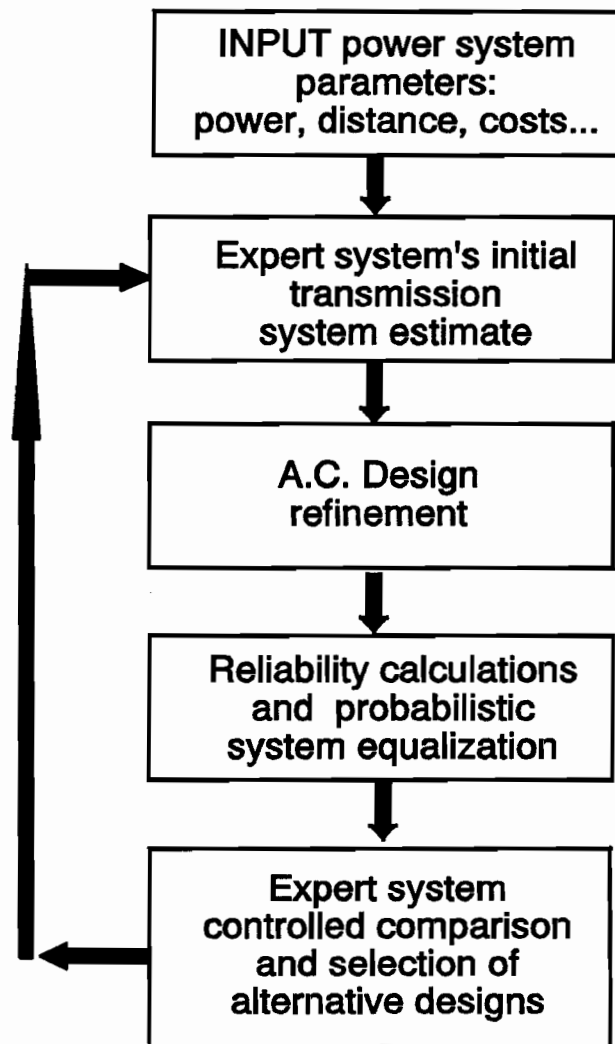 INPUT power system
parameters:
power, distance, costs...
Expert system's initial
transmission
system estimate
A.C. Design
refinement
Reliability calculations
and probabilistic
system equalization
Expert system
controlled comparison
and selection of
alternative designs